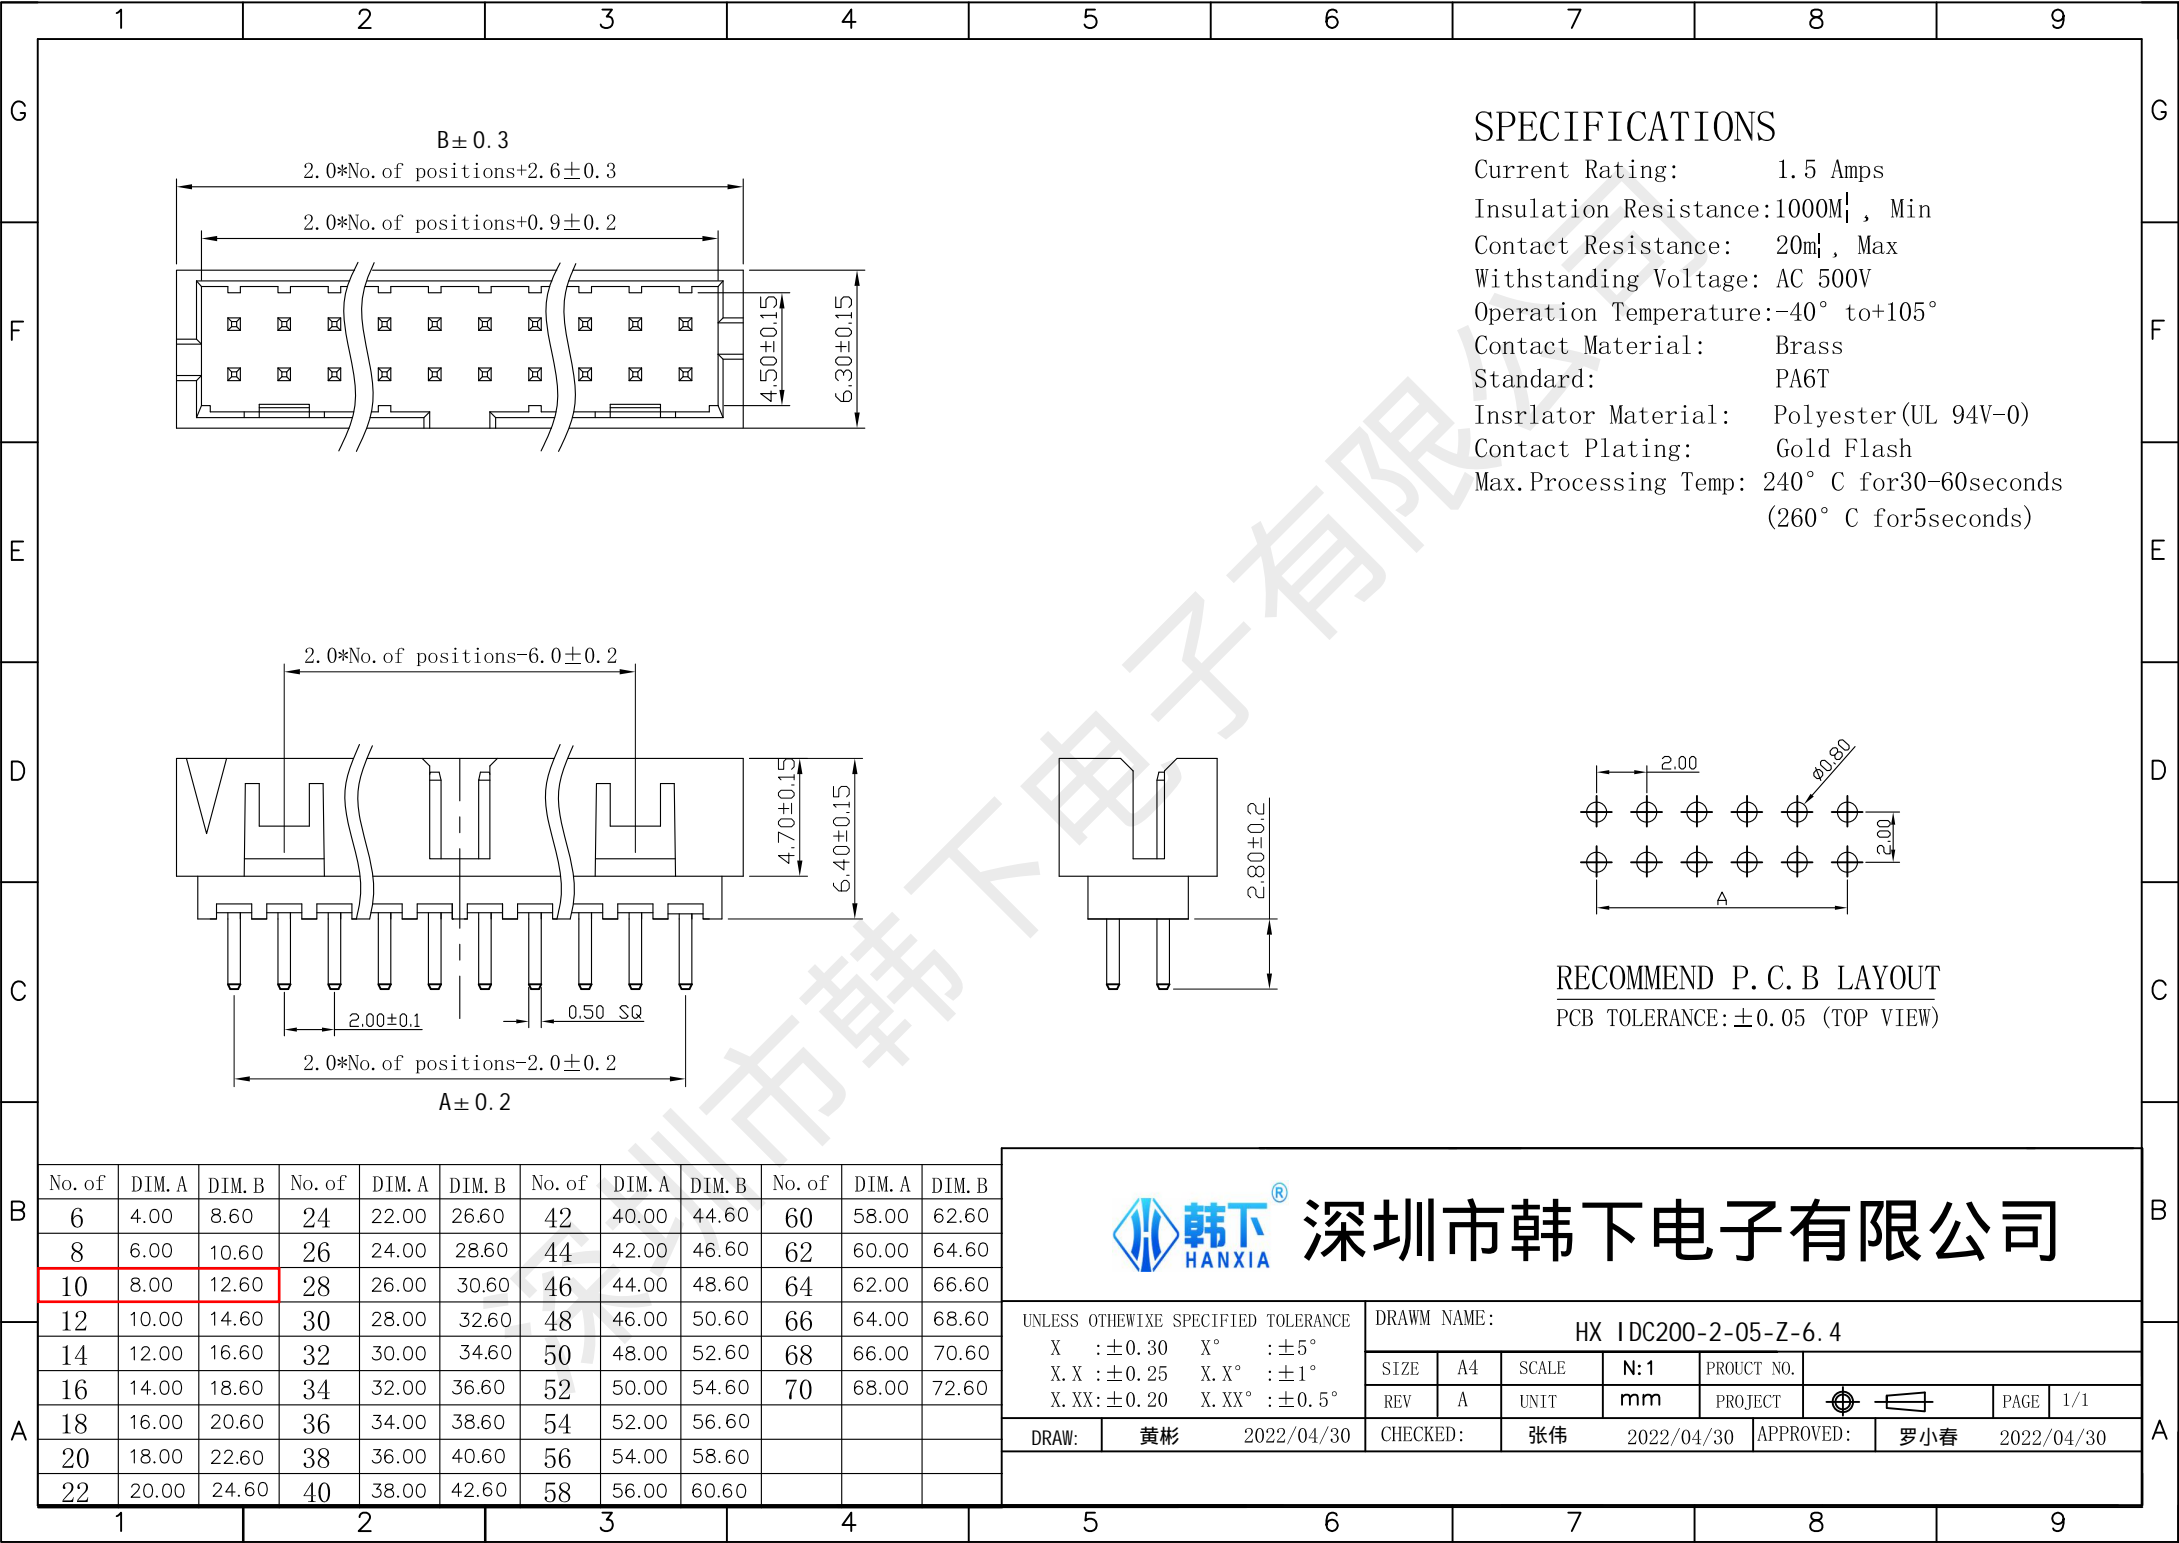 1 2 3 4 5 6 7 8 9
G G
F F
E E
D D
C C
B B
A A
B±0.3
2.0*No.of positions+2.6±0.3
2.0*No.of positions+0.9±0.2
4.50±0.15
6.30±0.15
SPECIFICATIONS
Current Rating: 1.5 Amps
Insulation Resistance:1000M¦, Min
Contact Resistance: 20m¦, Max
Withstanding Voltage: AC 500V
Operation Temperature:-40° to+105°
Contact Material: Brass
Standard: PA6T
Insrlator Material: Polyester(UL 94V-0)
Contact Plating: Gold Flash
Max.Processing Temp: 240° C for30-60seconds
(260° C for5seconds)
2.0*No.of positions-6.0±0.2
4.70±0.15
6.40±0.15
2.00±0.1
0.50 SQ
2.0*No.of positions-2.0±0.2
A±0.2
2.80±0.2
2.00
ø0.80
2.00
A
RECOMMEND P.C.B LAYOUT
PCB TOLERANCE:±0.05 (TOP VIEW)
深圳市韩下电子有限公司
No.of DIM.A DIM.B No.of DIM.A DIM.B No.of DIM.A DIM.B No.of DIM.A DIM.B
6 4.00 8.60 24 22.00 26.60 42 40.00 44.60 60 58.00 62.60
8 6.00 10.60 26 24.00 28.60 44 42.00 46.60 62 60.00 64.60
10 8.00 12.60 28 26.00 30.60 46 44.00 48.60 64 62.00 66.60
12 10.00 14.60 30 28.00 32.60 48 46.00 50.60 66 64.00 68.60
14 12.00 16.60 32 30.00 34.60 50 48.00 52.60 68 66.00 70.60
16 14.00 18.60 34 32.00 36.60 52 50.00 54.60 70 68.00 72.60
18 16.00 20.60 36 34.00 38.60 54 52.00 56.60
20 18.00 22.60 38 36.00 40.60 56 54.00 58.60
22 20.00 24.60 40 38.00 42.60 58 56.00 60.60
韩下® HANXIA 深圳市韩下电子有限公司
UNLESS OTHEWIXE SPECIFIED TOLERANCE
X :±0.30 X° :±5°
X.X :±0.25 X.X° :±1°
X.XX:±0.20 X.XX° :±0.5°
DRAWM NAME: HX IDC200-2-05-Z-6.4
SIZE A4 SCALE N:1 PROUCT NO.
REV A UNIT mm PROJECT PAGE 1/1
DRAW: 黄彬 2022/04/30 CHECKED: 张伟 2022/04/30 APPROVED: 罗小春 2022/04/30
1 2 3 4 5 6 7 8 9